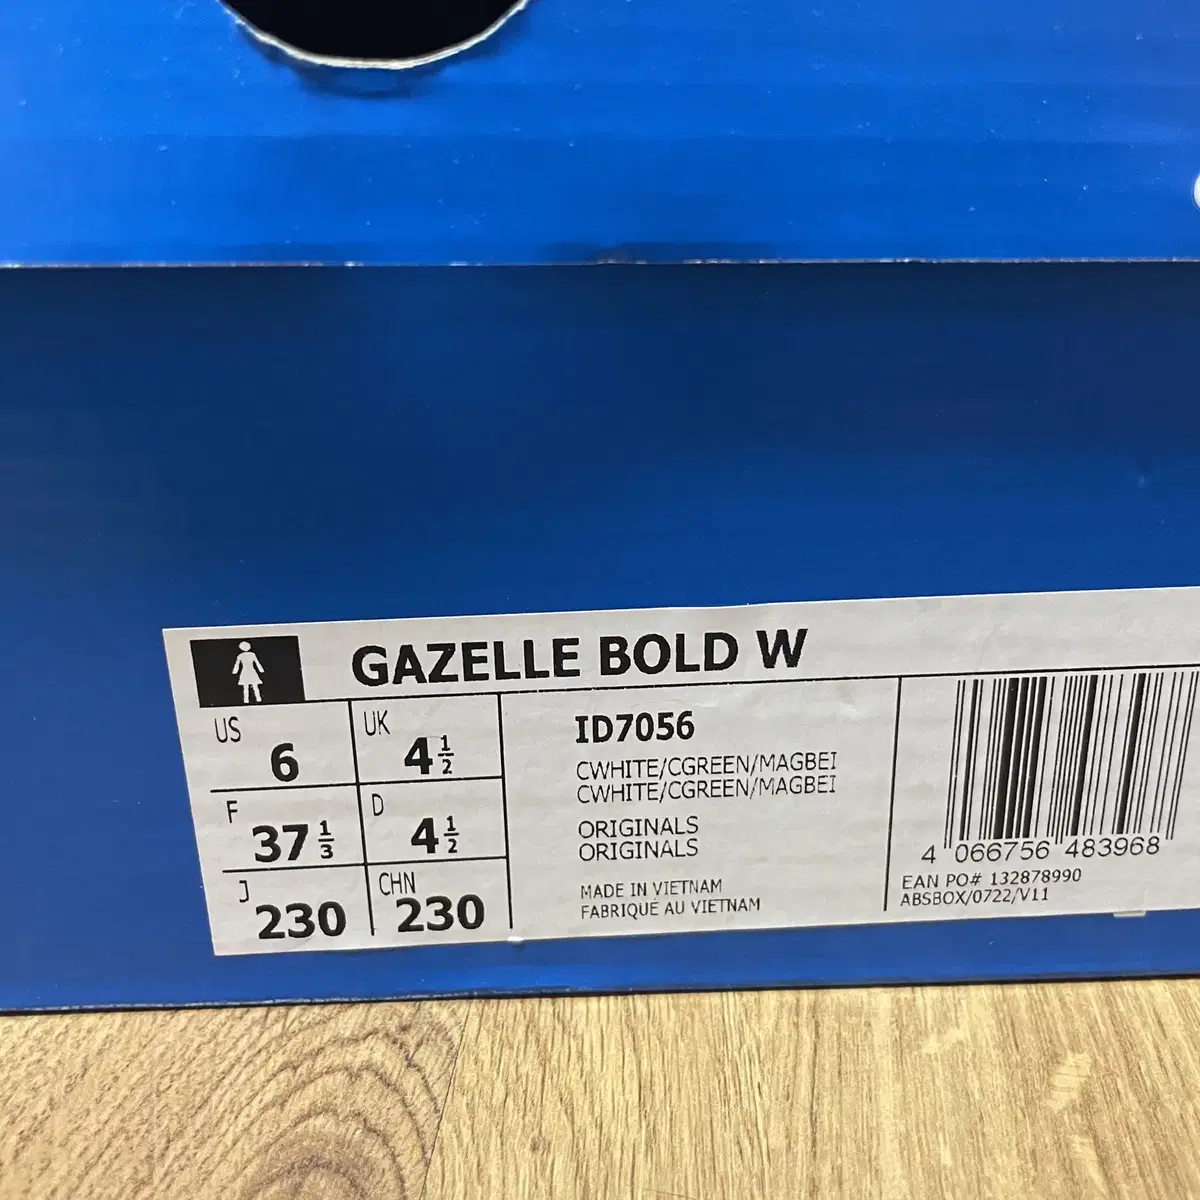 GAZELLE BOLD W
US 6
UK 4 1/2
F 37 1/3
D 4 1/2
J 230
CHN 230
ID7056
CWHITE/CGREEN/MAGBEI
CWHITE/CGREEN/MAGBEI
ORIGINALS
ORIGINALS
MADE IN VIETNAM
FABRIQUÉ AU VIETNAM
4 066756 483968
EAN PO# 132878990
ABSBOX/0722/V11